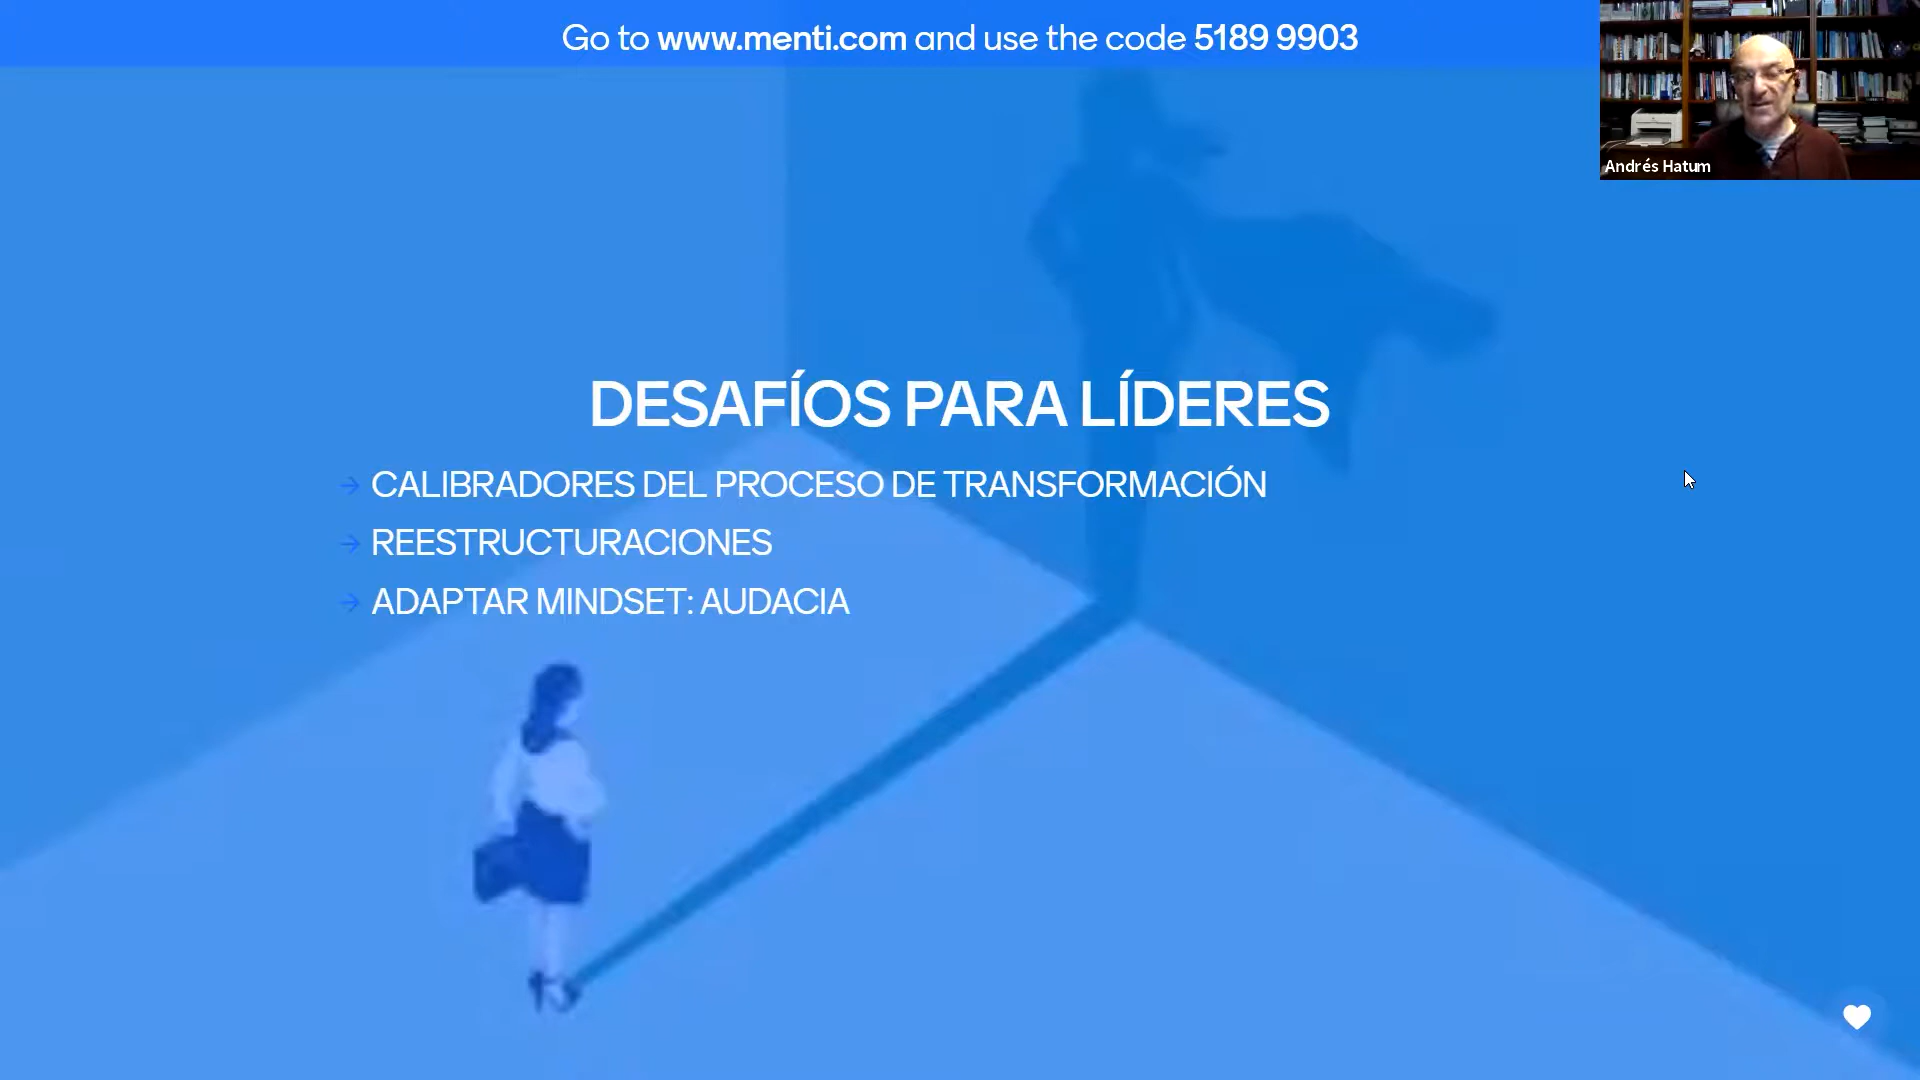 Go to www.menti.com and use the code 5189 9903
Andrés Hatum
DESAFÍOS PARA LÍDERES
→ CALIBRADORES DEL PROCESO DE TRANSFORMACIÓN
→ REESTRUCTURACIONES
→ ADAPTAR MINDSET: AUDACIA